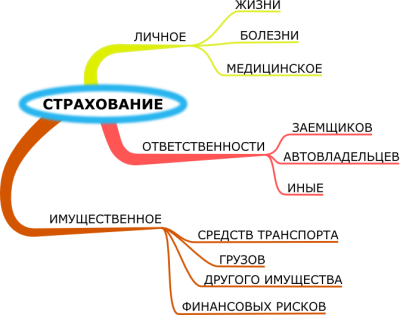 ЖИЗНИ
ЛИЧНОЕ
БОЛЕЗНИ
МЕДИЦИНСКОЕ
СТРАХОВАНИЕ
ЗАЕМЩИКОВ
ОТВЕТСТВЕННОСТИ
АВТОВЛАДЕЛЬЦЕВ
ИНЫЕ
ИМУЩЕСТВЕННОЕ
СРЕДСТВ ТРАНСПОРТА
ГРУЗОВ
ДРУГОГО ИМУЩЕСТВА
ФИНАНСОВЫХ РИСКОВ